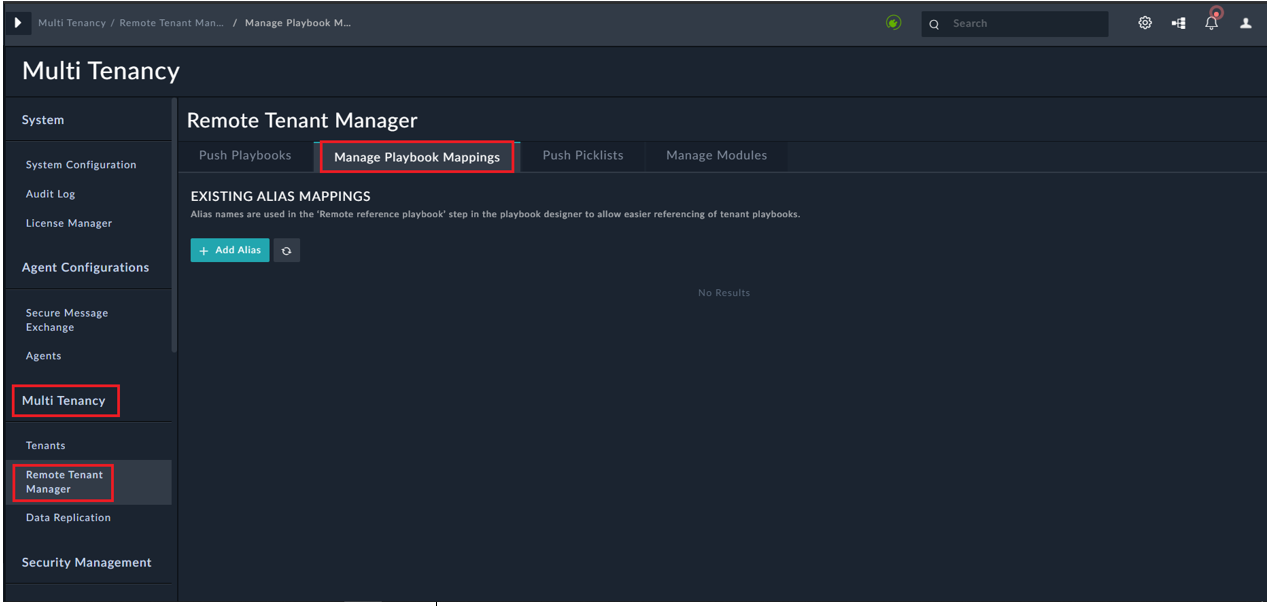 Multi Tenancy / Remote Tenant Man... / Manage Playbook M...
Search
Multi Tenancy
System
System Configuration
Audit Log
License Manager
Agent Configurations
Secure Message
Exchange
Agents
Multi Tenancy
Tenants
Remote Tenant
Manager
Data Replication
Security Management
Remote Tenant Manager
Push Playbooks
Manage Playbook Mappings
Push Picklists
Manage Modules
EXISTING ALIAS MAPPINGS
Alias names are used in the 'Remote reference playbook' step in the playbook designer to allow easier referencing of tenant playbooks.
+ Add Alias
No Results